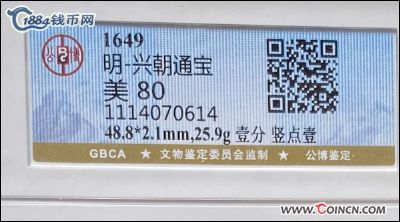 1884钱币网
1649
明-兴朝通宝
美 80
1114070614
48.8*2.1mm,25.9g 壹分 竖点壹
GBCA ★ 文物鉴定委员会监制 ★ 公博鉴定
www.COINCN.COM